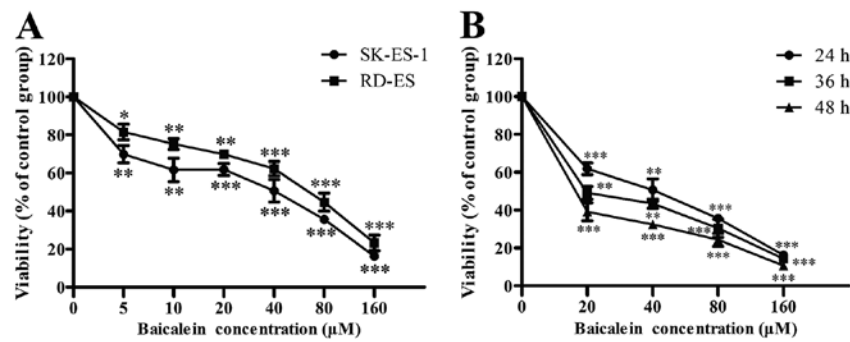 A
SK-ES-1
RD-ES
Viability (% of control group)
120
100
80
60
40
20
0
*
**
**
***
***
***
**
**
***
***
***
***
0 5 10 20 40 80 160
Baicalein concentration (μM)
B
24 h
36 h
48 h
Viability (% of control group)
120
100
80
60
40
20
0
***
**
**
***
***
**
***
***
***
***
***
***
0 20 40 80 160
Baicalein concentration (μM)